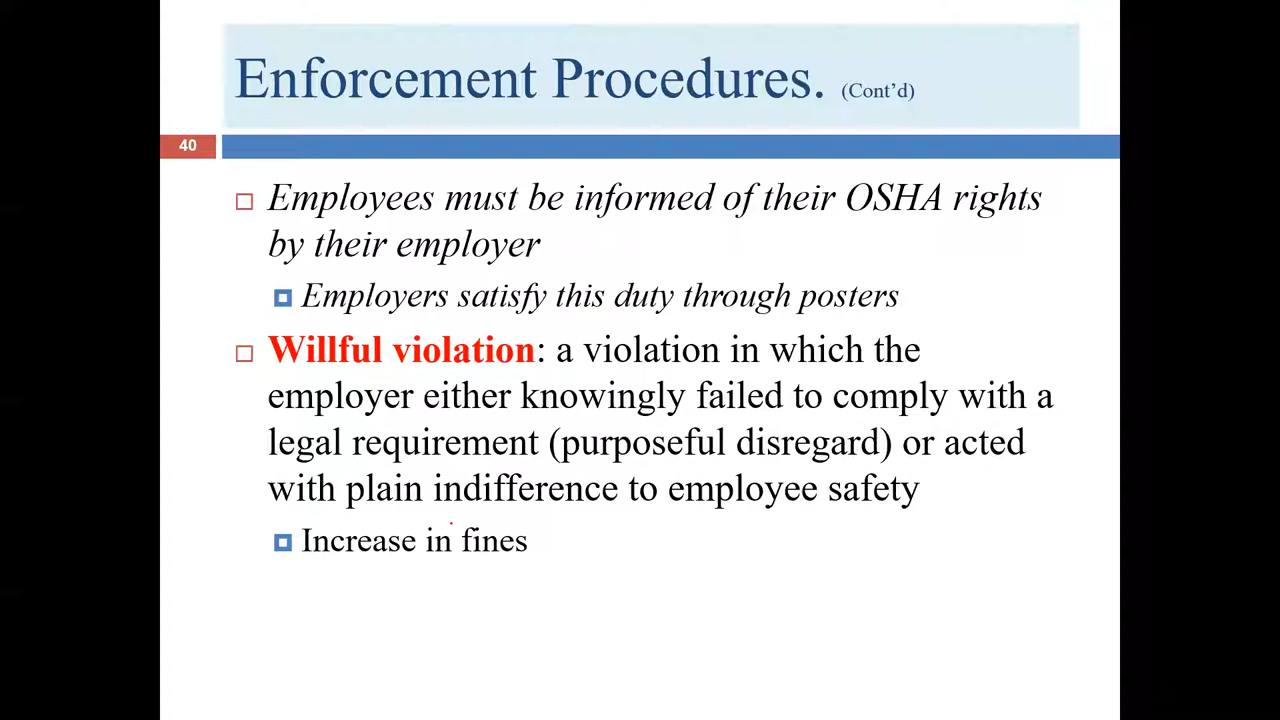 Enforcement Procedures. (Cont’d)
40
Employees must be informed of their OSHA rights
by their employer
Employers satisfy this duty through posters
Willful violation: a violation in which the
employer either knowingly failed to comply with a
legal requirement (purposeful disregard) or acted
with plain indifference to employee safety
Increase in fines